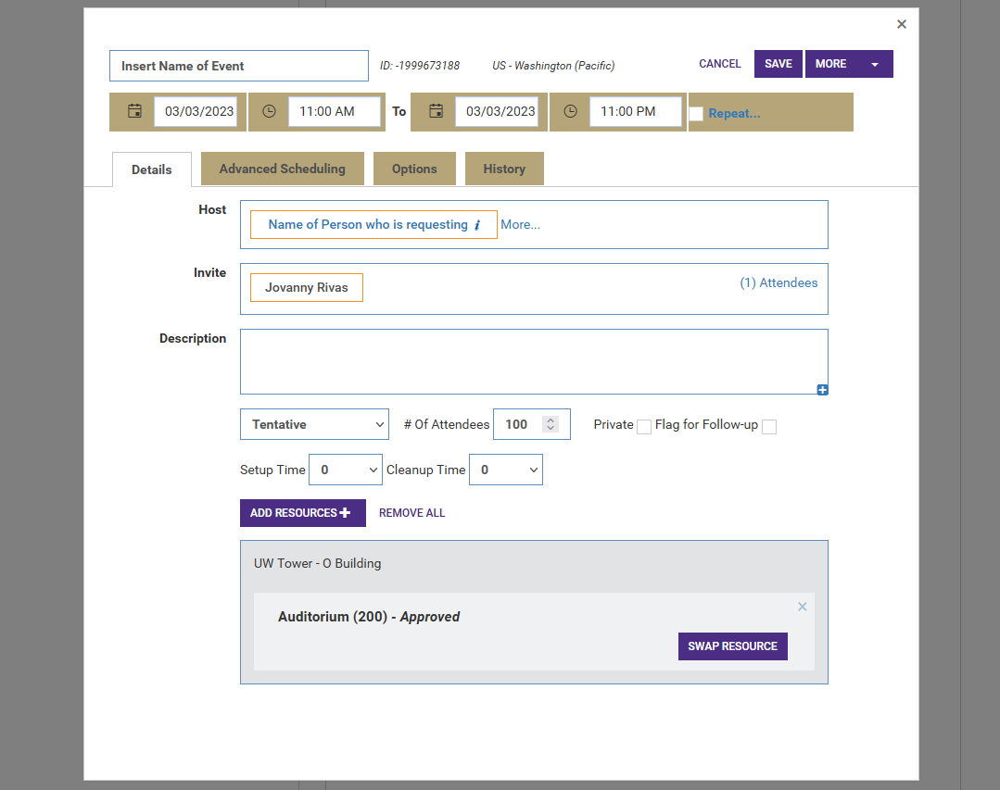 ×
Insert Name of Event ID: -1999673188 US - Washington (Pacific) CANCEL SAVE MORE
03/03/2023 11:00 AM To 03/03/2023 11:00 PM Repeat...
Details Advanced Scheduling Options History
Host Name of Person who is requesting i More...
Invite Jovanny Rivas (1) Attendees
Description
Tentative # Of Attendees 100 Private Flag for Follow-up
Setup Time 0 Cleanup Time 0
ADD RESOURCES + REMOVE ALL
UW Tower - O Building
Auditorium (200) - Approved ×
SWAP RESOURCE